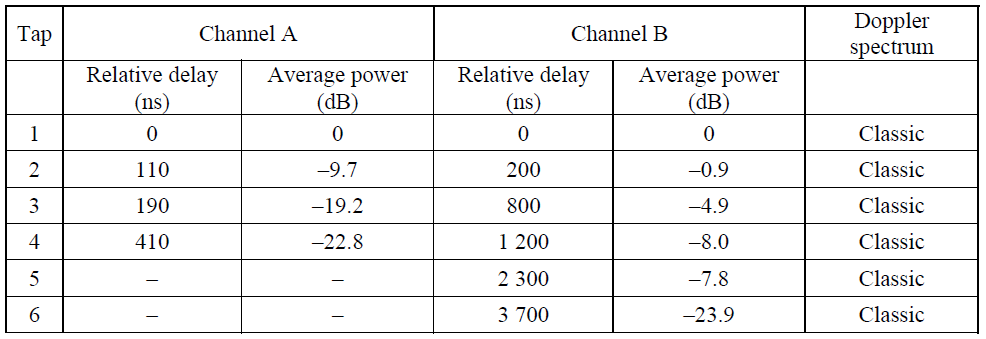 Tap Channel A Channel B Doppler
spectrum
Relative delay Average power Relative delay Average power
(ns) (dB) (ns) (dB)
1 0 0 0 0 Classic
2 110 –9.7 200 –0.9 Classic
3 190 –19.2 800 –4.9 Classic
4 410 –22.8 1 200 –8.0 Classic
5 – – 2 300 –7.8 Classic
6 – – 3 700 –23.9 Classic